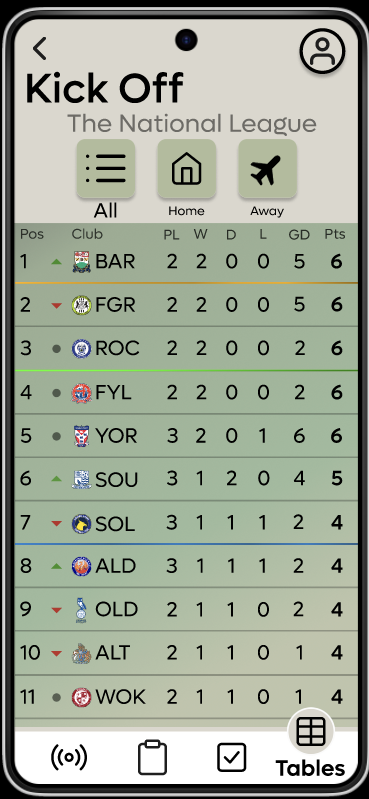 Kick Off
The National League
All Home Away
Pos Club PL W D L GD Pts
1 BAR 2 2 0 0 5 6
2 FGR 2 2 0 0 5 6
3 ROC 2 2 0 0 2 6
4 FYL 2 2 0 0 2 6
5 YOR 3 2 0 1 6 6
6 SOU 3 1 2 0 4 5
7 SOL 3 1 1 1 2 4
8 ALD 3 1 1 1 2 4
9 OLD 2 1 1 0 2 4
10 ALT 2 1 1 0 1 4
11 WOK 2 1 1 0 1 4
Tables